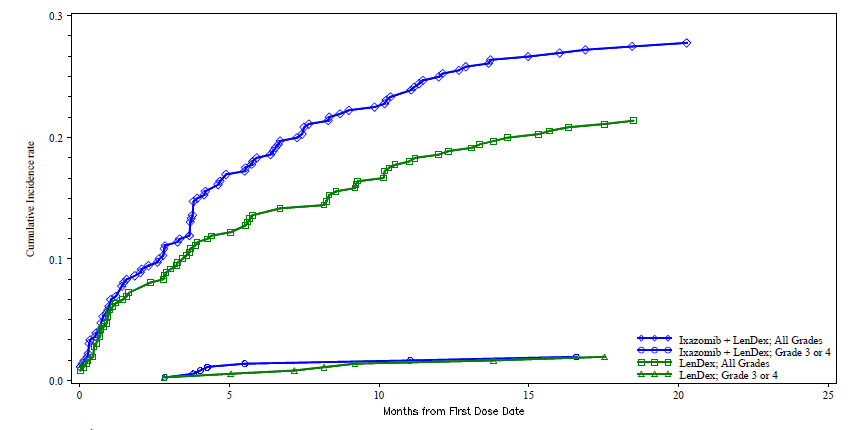 0.3
0.2
0.1
0.0
Cumulative Incidence rate
Ixazomib + LenDex; All Grades
Ixazomib + LenDex; Grade 3 or 4
LenDex; All Grades
LenDex; Grade 3 or 4
0 5 10 15 20 25
Months from First Dose Date